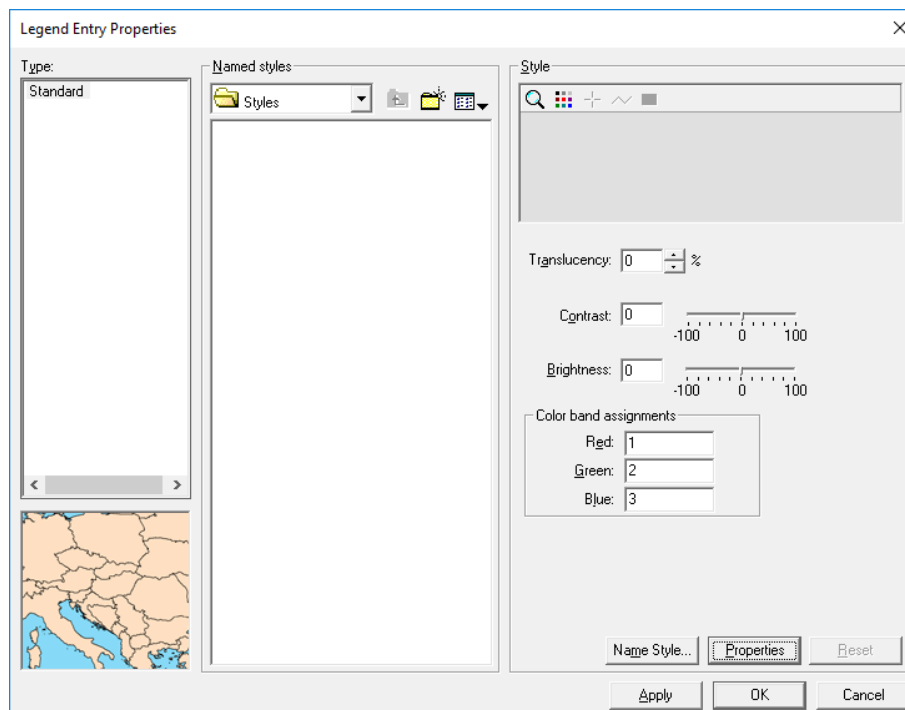 Legend Entry Properties
Type:
Standard
Named styles
Styles
Style
Translucency: 0 %
Contrast: 0
-100 0 100
Brightness: 0
-100 0 100
Color band assignments
Red: 1
Green: 2
Blue: 3
Name Style... Properties Reset
Apply OK Cancel